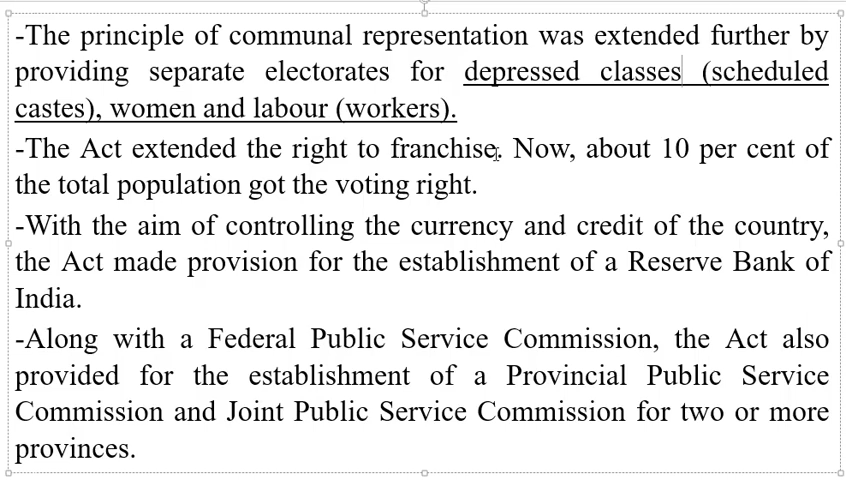 -The principle of communal representation was extended further by
providing separate electorates for depressed classes (scheduled
castes), women and labour (workers).
-The Act extended the right to franchise. Now, about 10 per cent of
the total population got the voting right.
-With the aim of controlling the currency and credit of the country,
the Act made provision for the establishment of a Reserve Bank of
India.
-Along with a Federal Public Service Commission, the Act also
provided for the establishment of a Provincial Public Service
Commission and Joint Public Service Commission for two or more
provinces.